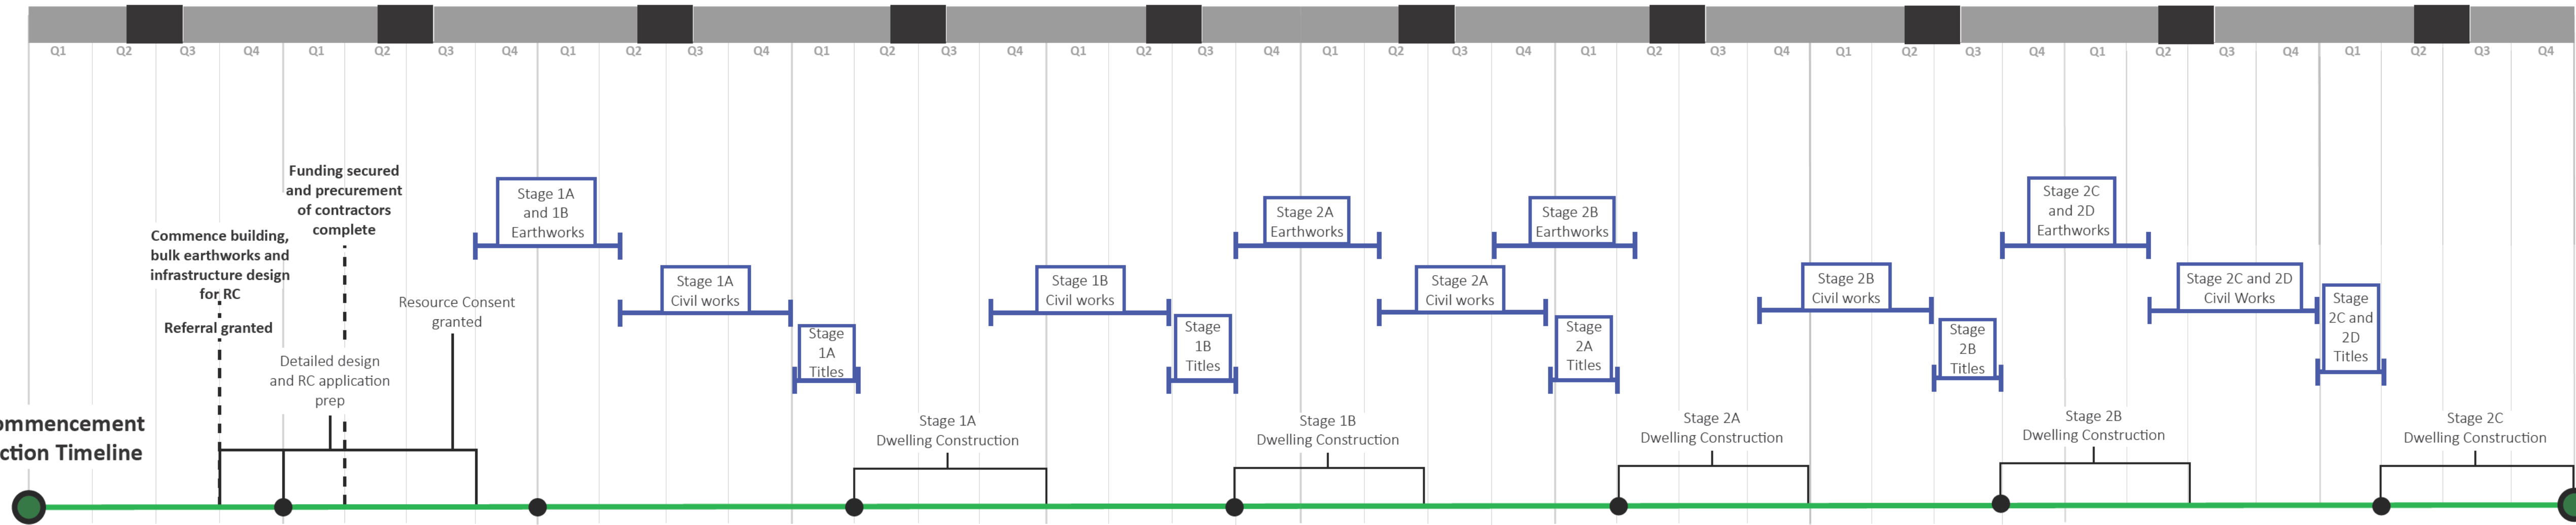 Q1 Q2 Q3 Q4 Q1 Q2 Q3 Q4 Q1 Q2 Q3 Q4 Q1 Q2 Q3 Q4 Q1 Q2 Q3 Q4 Q1 Q2 Q3 Q4 Q1 Q2 Q3 Q4 Q1 Q2 Q3 Q4 Q1 Q2 Q3 Q4 Q1 Q2 Q3 Q4
Commence building,
bulk earthworks and
infrastructure design
for RC
Referral granted
Funding secured
and procurement
of contractors
complete
Detailed design
and RC application
prep
Resource Consent
granted
Stage 1A
and 1B
Earthworks
Stage 1A
Civil works
Stage
1A
Titles
Stage 1A
Dwelling Construction
Stage 1B
Civil works
Stage
1B
Titles
Stage 2A
Earthworks
Stage 1B
Dwelling Construction
Stage 2A
Civil works
Stage 2B
Earthworks
Stage
2A
Titles
Stage 2A
Dwelling Construction
Stage 2B
Civil works
Stage
2B
Titles
Stage 2C
and 2D
Earthworks
Stage 2B
Dwelling Construction
Stage 2C and 2D
Civil Works
Stage
2C and
2D
Titles
Stage 2C
Dwelling Construction
ommencement
ction Timeline